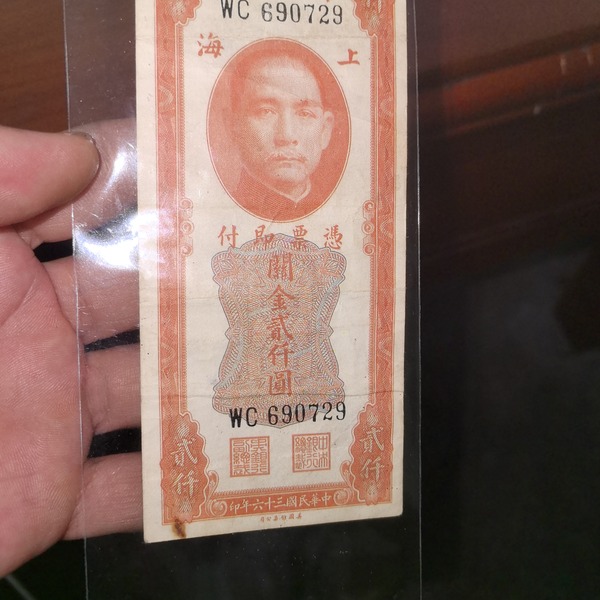 WC 690729
上海
憑票即付
關金貳仟圓
WC 690729
貳仟
貳仟
中華民國三十六年印